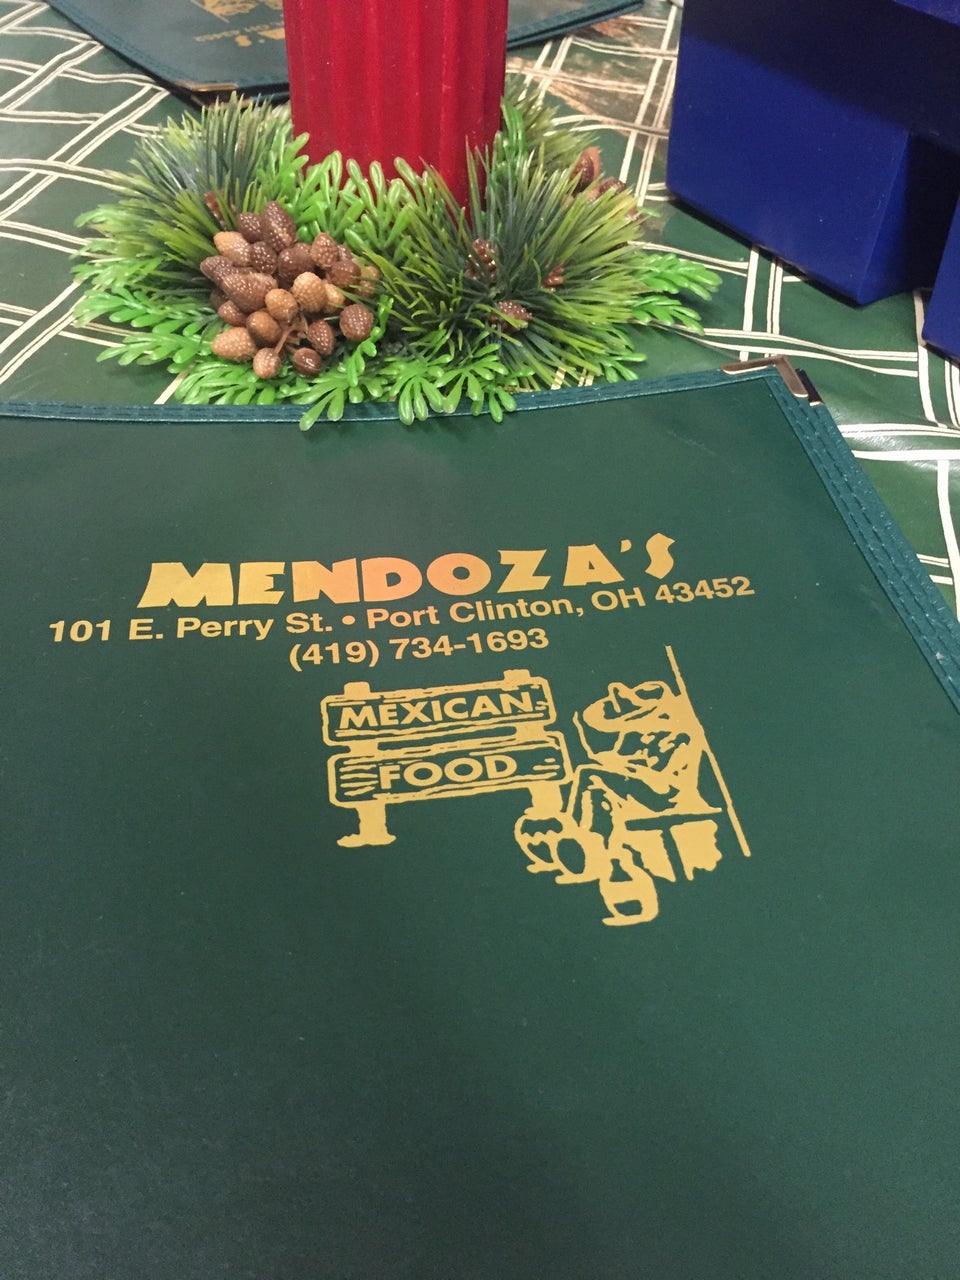 MENDOZA'S
101 E. Perry St. • Port Clinton, OH 43452
(419) 734-1693
MEXICAN
FOOD